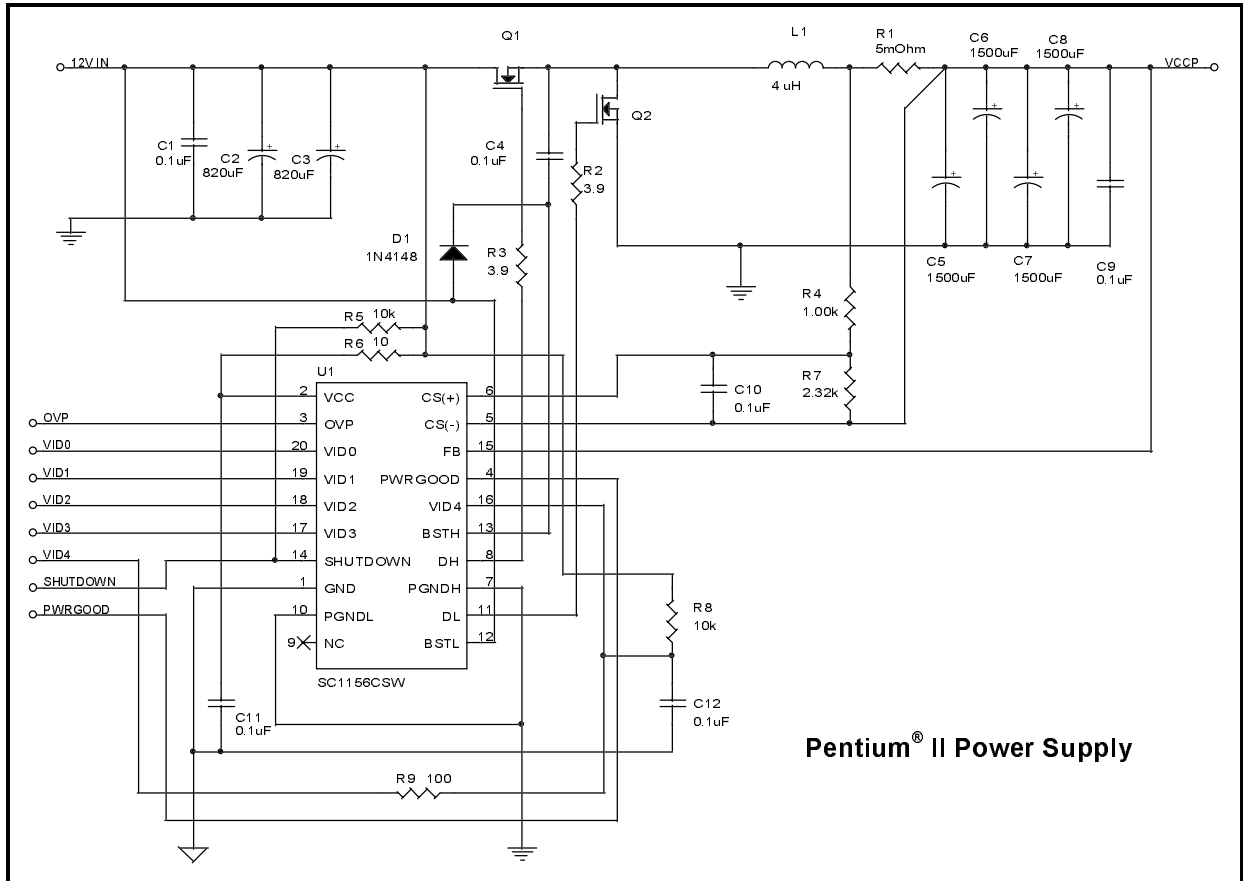 Q1
L1
R1
5mOhm
C6
1500uF
C8
1500uF
12V IN
VCCP
4 uH
Q2
C1
0.1uF
C2
820uF
C3
820uF
C4
0.1uF
R2
3.9
D1
1N4148
R3
3.9
C5
1500uF
C7
1500uF
C9
0.1uF
R4
1.00k
R5 10k
R6 10
R7
2.32k
C10
0.1uF
U1
2 VCC CS(+) 6
OVP 3 OVP CS(-) 5
VID0 20 VID0 FB 15
VID1 19 VID1 PWRGOOD 4
VID2 18 VID2 VID4 16
VID3 17 VID3 BSTH 13
VID4 14 SHUTDOWN DH 8
SHUTDOWN 1 GND PGNDH 7
PWRGOOD 10 PGNDL DL 11
9 NC BSTL 12
SC1156CSW
R8
10k
C11
0.1uF
C12
0.1uF
Pentium® II Power Supply
R9 100